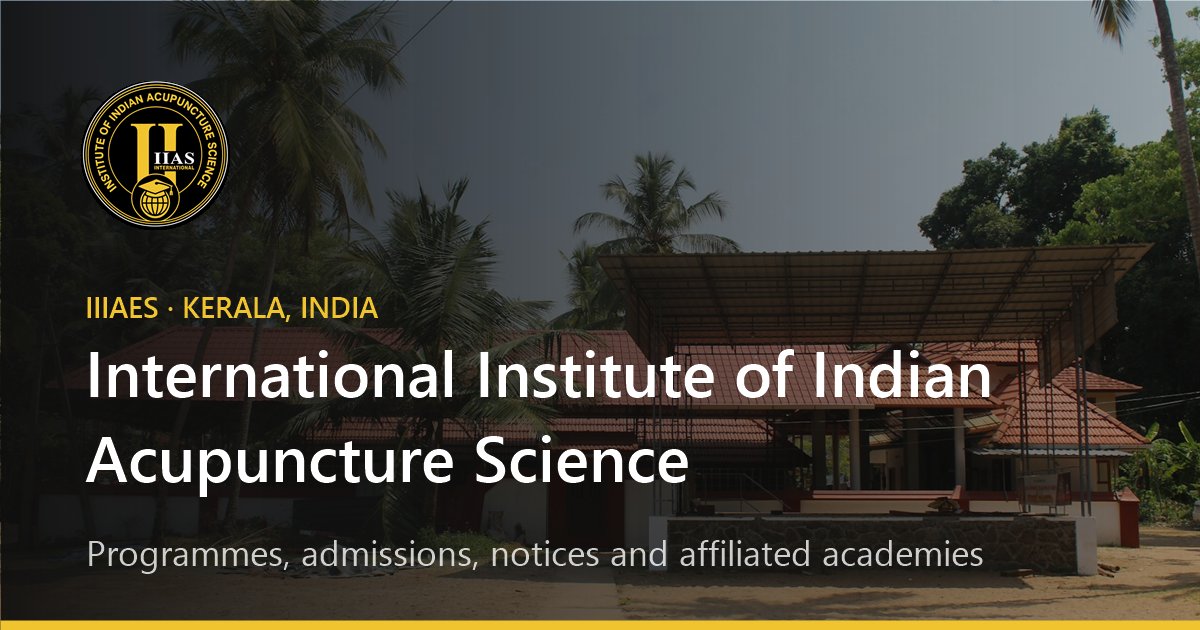 INSTITUTE OF INDIAN ACUPUNCTURE SCIENCE
IIAS
INTERNATIONAL
IIIAES · KERALA, INDIA
International Institute of Indian
Acupuncture Science
Programmes, admissions, notices and affiliated academies